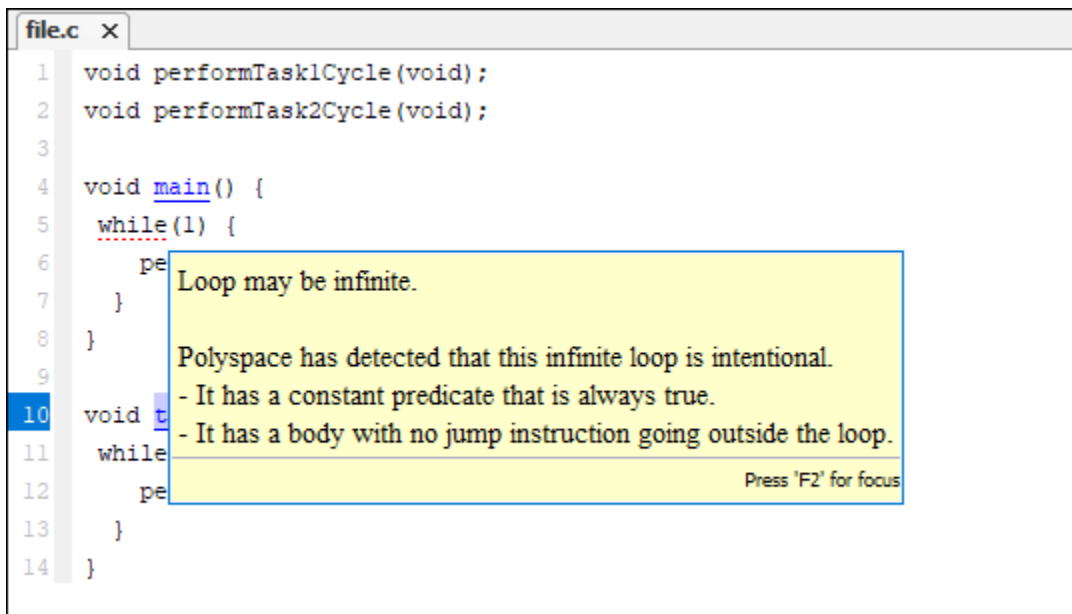 file.c X
1 void performTask1Cycle(void);
2 void performTask2Cycle(void);
3
4 void main() {
5 while(1) {
6 pe
7 }
8 }
9
10 void t
11 while
12 pe
13 }
14 }
Loop may be infinite.
Polyspace has detected that this infinite loop is intentional.
- It has a constant predicate that is always true.
- It has a body with no jump instruction going outside the loop.
Press 'F2' for focus